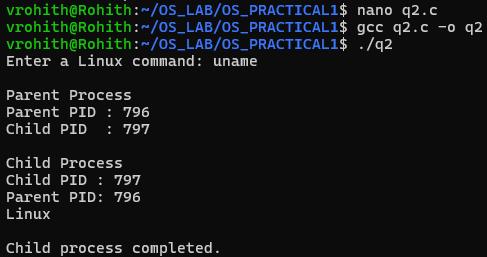 vrohith@Rohith:~/OS_LAB/OS_PRACTICAL1$ nano q2.c
vrohith@Rohith:~/OS_LAB/OS_PRACTICAL1$ gcc q2.c -o q2
vrohith@Rohith:~/OS_LAB/OS_PRACTICAL1$ ./q2
Enter a Linux command: uname

Parent Process
Parent PID : 796
Child PID  : 797

Child Process
Child PID : 797
Parent PID: 796
Linux

Child process completed.